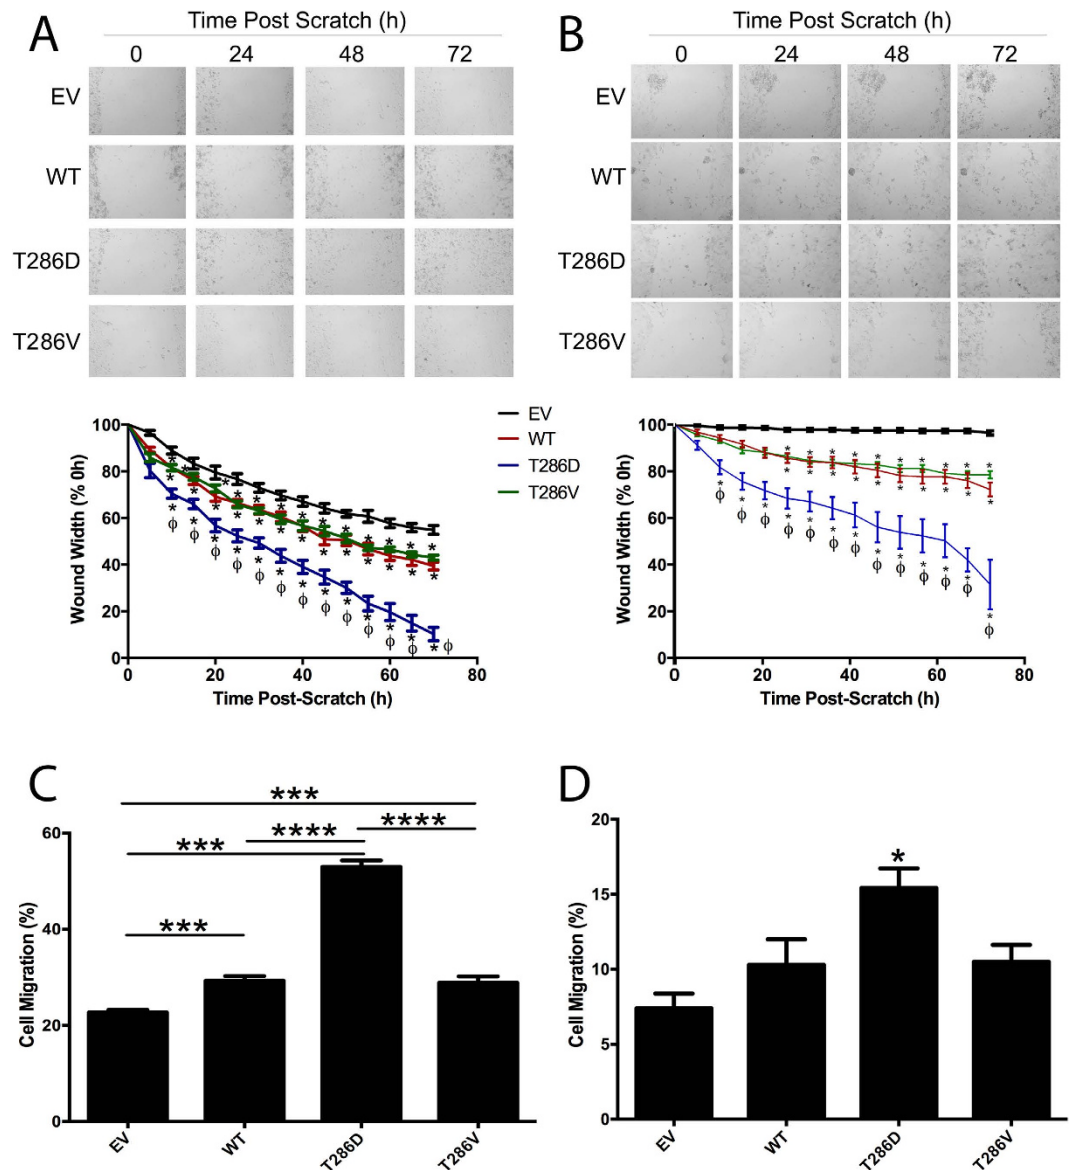 A
Time Post Scratch (h)
0 24 48 72
EV
WT
T286D
T286V
B
Time Post Scratch (h)
0 24 48 72
EV
WT
T286D
T286V
100
80
60
40
20
0
Wound Width (% 0h)
0 20 40 60 80
Time Post-Scratch (h)
* * * * * * * * * * * * *
ϕ ϕ ϕ ϕ ϕ ϕ ϕ ϕ ϕ ϕ ϕ ϕ ϕ
EV
WT
T286D
T286V
100
80
60
40
20
0
Wound Width (% 0h)
0 20 40 60 80
Time Post-Scratch (h)
* * * * * * * * * *
ϕ ϕ ϕ ϕ ϕ ϕ ϕ ϕ ϕ ϕ ϕ ϕ ϕ
C
***
*** **** ****
***
60
40
20
0
Cell Migration (%)
EV WT T286D T286V
D
*
20
15
10
5
0
Cell Migration (%)
EV WT T286D T286V